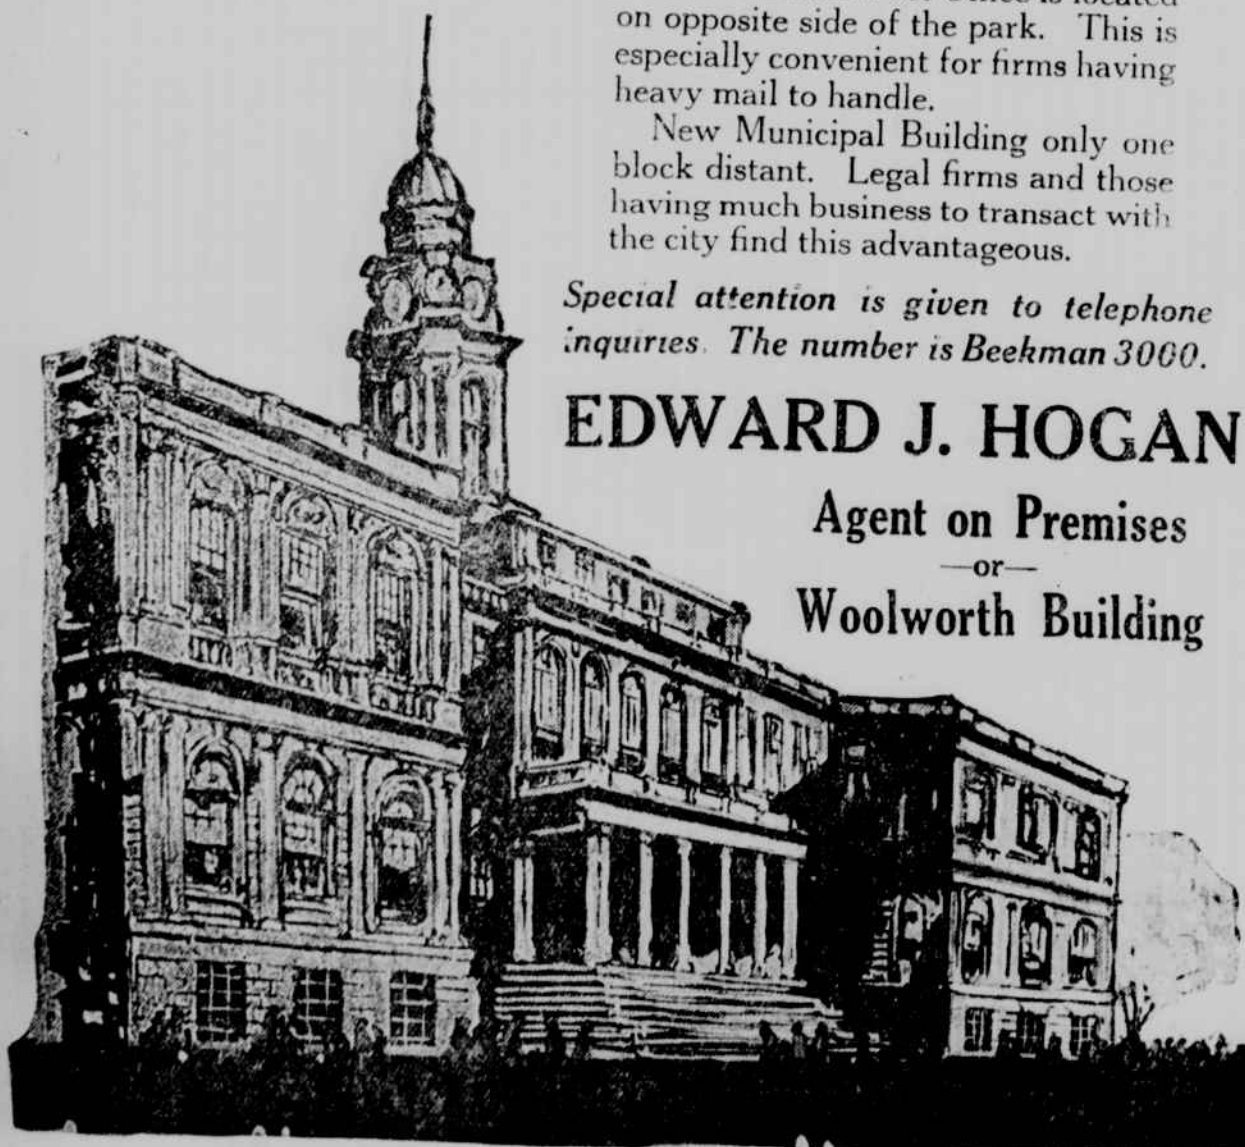 Office is located
on opposite side of the park. This is
especially convenient for firms having
heavy mail to handle.
New Municipal Building only one
block distant. Legal firms and those
having much business to transact with
the city find this advantageous.
Special attention is given to telephone
inquiries. The number is Beekman 3000.
EDWARD J. HOGAN
Agent on Premises
—or—
Woolworth Building